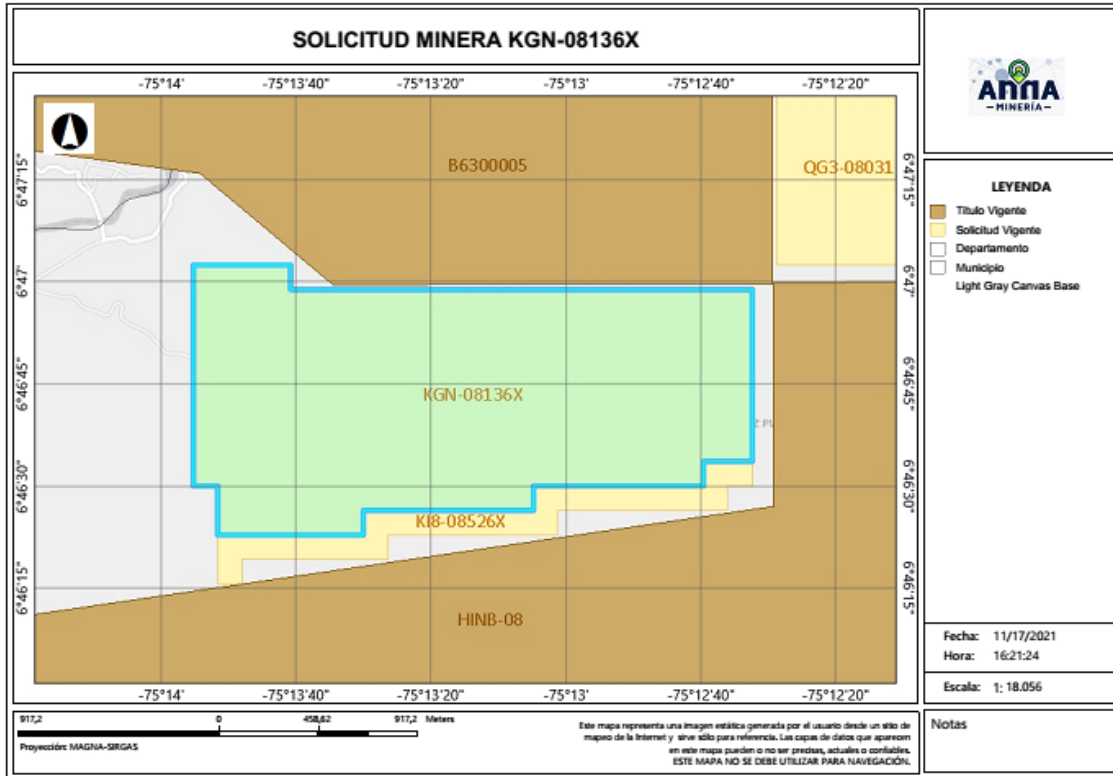 SOLICITUD MINERA KGN-08136X
ANNA
–MINERÍA–
-75°14' -75°13'40" -75°13'20" -75°13' -75°12'40" -75°12'20"
B6300005
QG3-08031
6°47'15" 6°47'15"
6°47' 6°47'
KGN-08136X
6°46'45" 6°46'45"
6°46'30" 6°46'30"
KI8-08526X
6°46'15" 6°46'15"
HINB-08
-75°14' -75°13'40" -75°13'20" -75°13' -75°12'40" -75°12'20"
LEYENDA
Título Vigente
Solicitud Vigente
Departamento
Municipio
Light Gray Canvas Base
Fecha: 11/17/2021
Hora: 16:21:24
Escala: 1: 18.056
Notas
917,2 0 458,62 917,2 Meters
Proyección: MAGNA-SIRGAS
Este mapa representa una imagen estática generada por el usuario desde un sitio de
mapeo de la Internet y sirve sólo para referencia. Las capas de datos que aparecen
en este mapa pueden o no ser precisas, actuales o confiables.
ESTE MAPA NO SE DEBE UTILIZAR PARA NAVEGACIÓN.